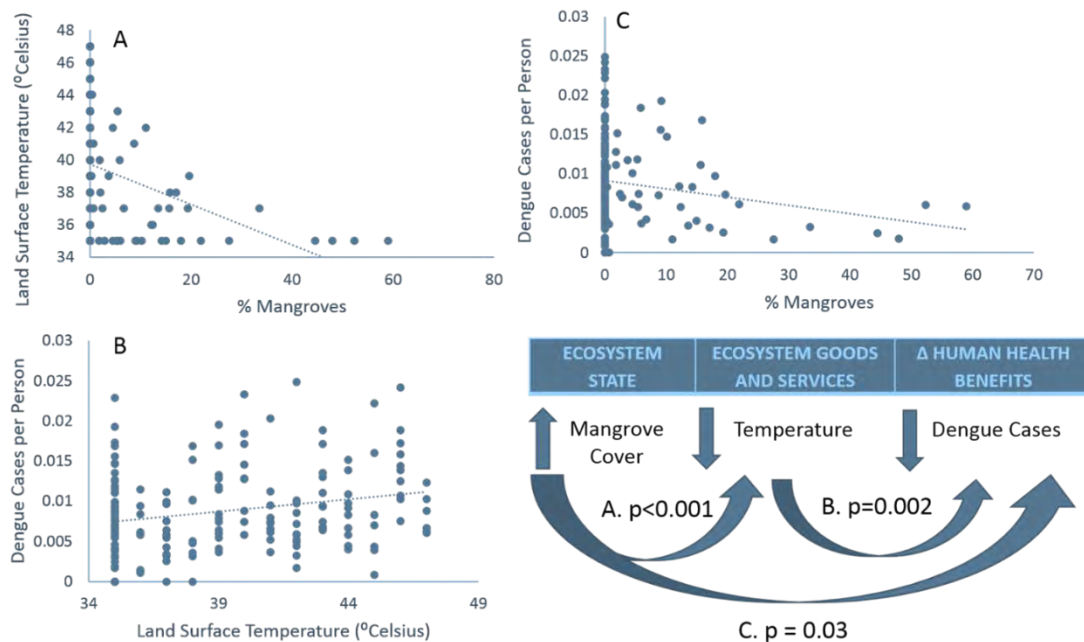 A
Land Surface Temperature (⁰Celsius)
48
46
44
42
40
38
36
34
0
20
40
60
80
% Mangroves
C
Dengue Cases per Person
0.03
0.025
0.02
0.015
0.01
0.005
0
0
10
20
30
40
50
60
70
% Mangroves
B
Dengue Cases per Person
0.03
0.025
0.02
0.015
0.01
0.005
0
34
39
44
49
Land Surface Temperature (⁰Celsius)
ECOSYSTEM
STATE
ECOSYSTEM GOODS
AND SERVICES
Δ HUMAN HEALTH
BENEFITS
Mangrove
Cover
Temperature
Dengue Cases
A. p<0.001
B. p=0.002
C. p = 0.03